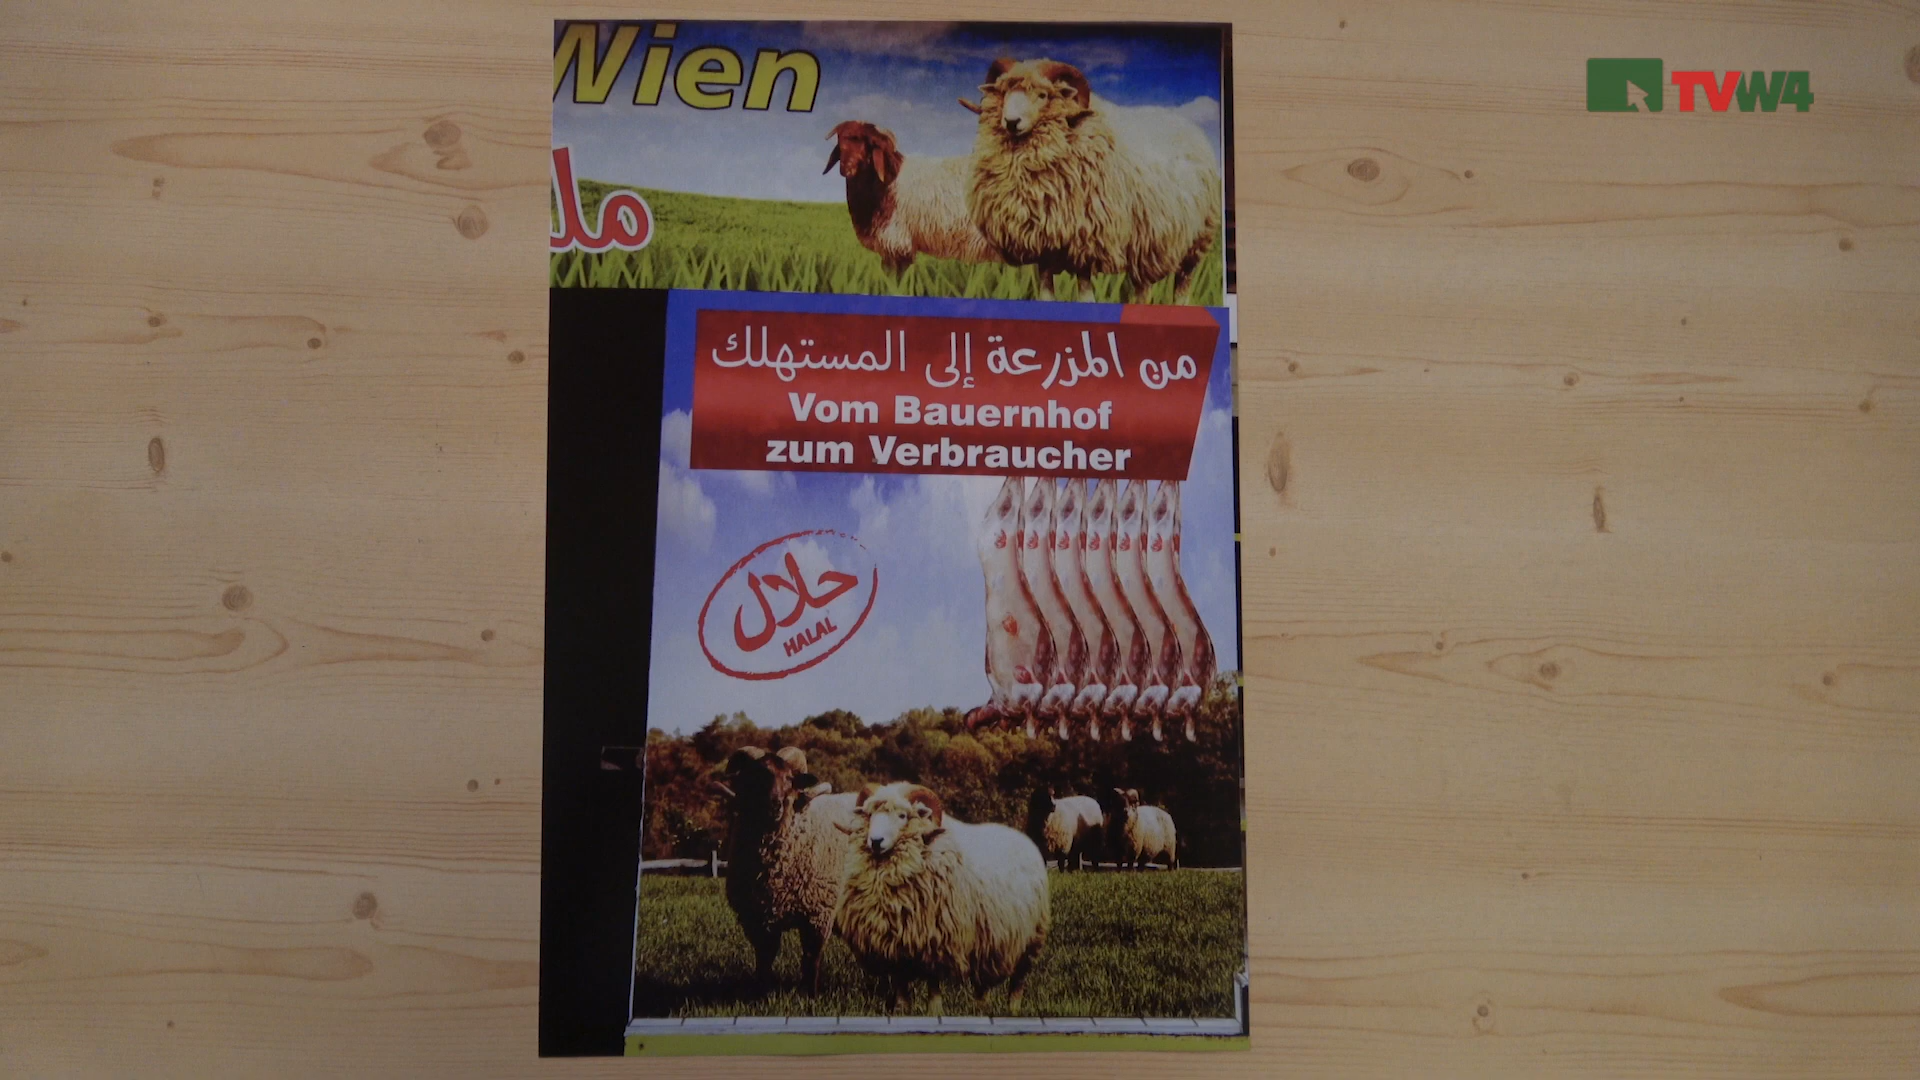 Wien
TVW4
من المزرعة إلى المستهلك
Vom Bauernhof
zum Verbraucher
حلال
HALAL